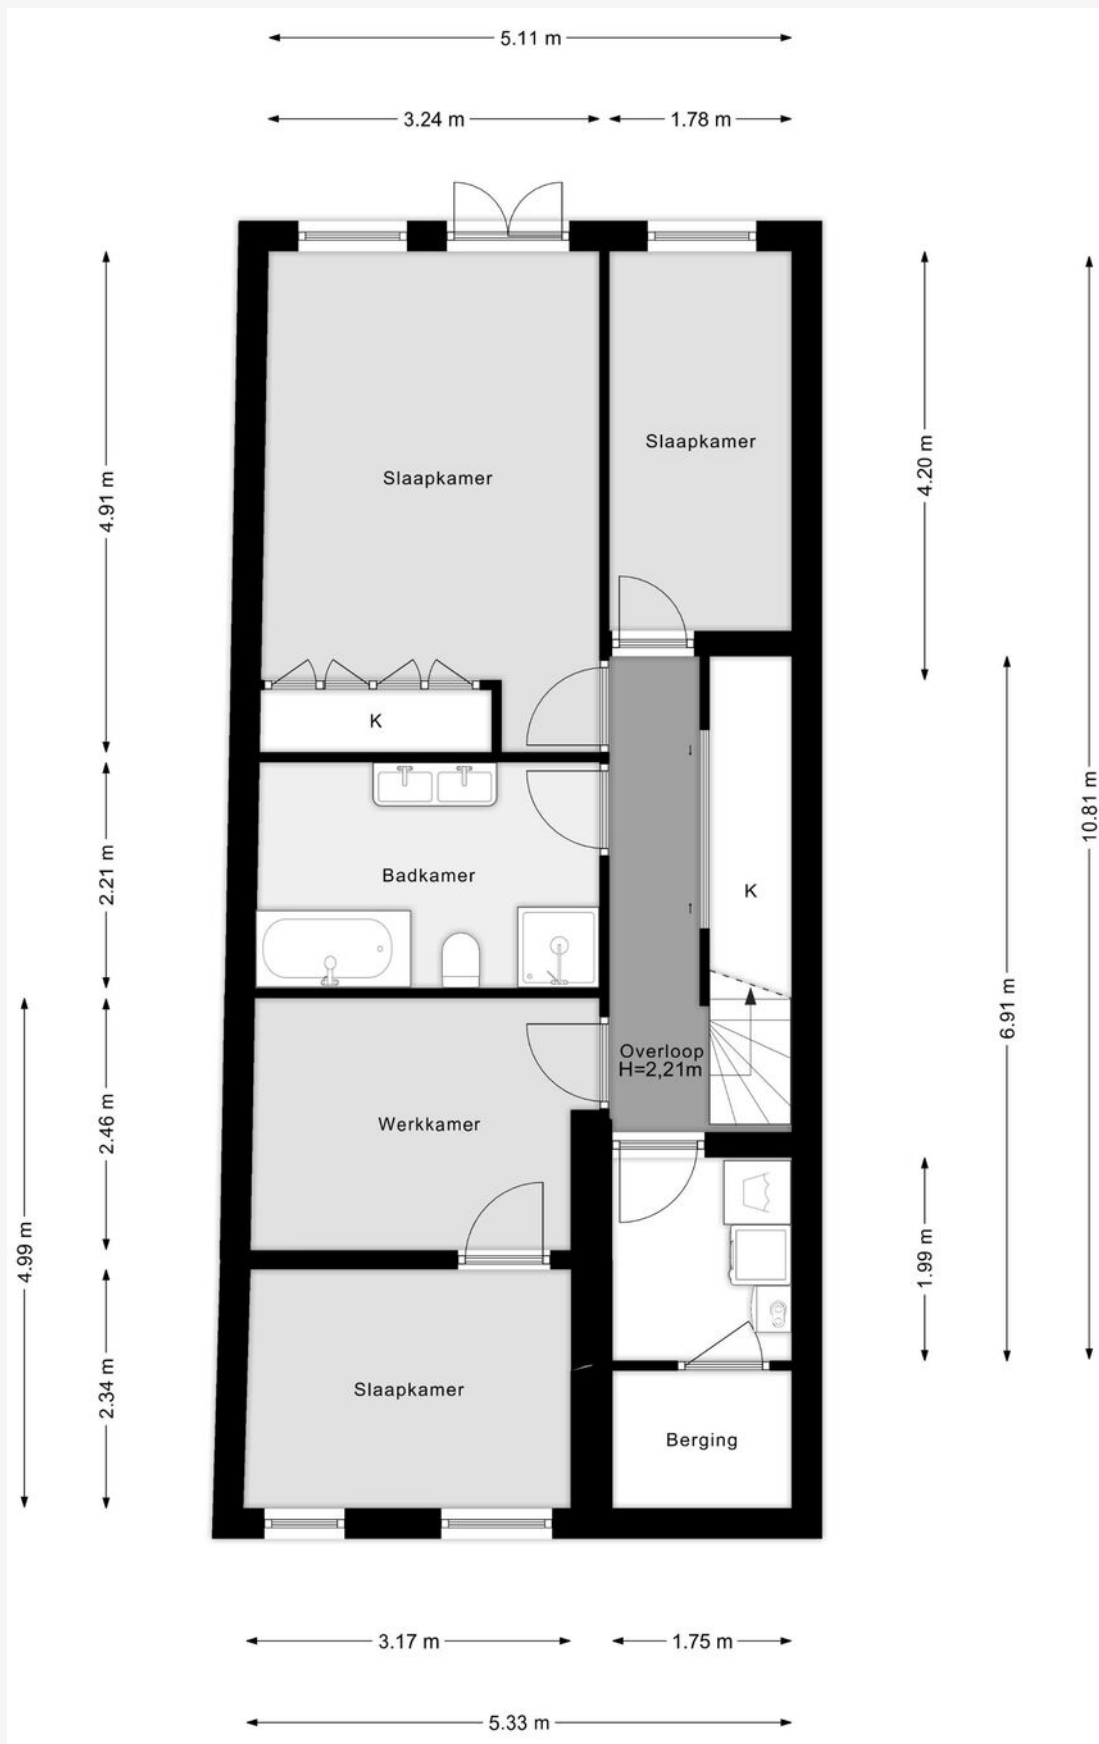 5.11 m
3.24 m
1.78 m
Slaapkamer
Slaapkamer
4.91 m
4.20 m
K
Badkamer
2.21 m
K
10.81 m
6.91 m
Overloop
H=2,21m
Werkkamer
2.46 m
4.99 m
1.99 m
Slaapkamer
2.34 m
Berging
3.17 m
1.75 m
5.33 m